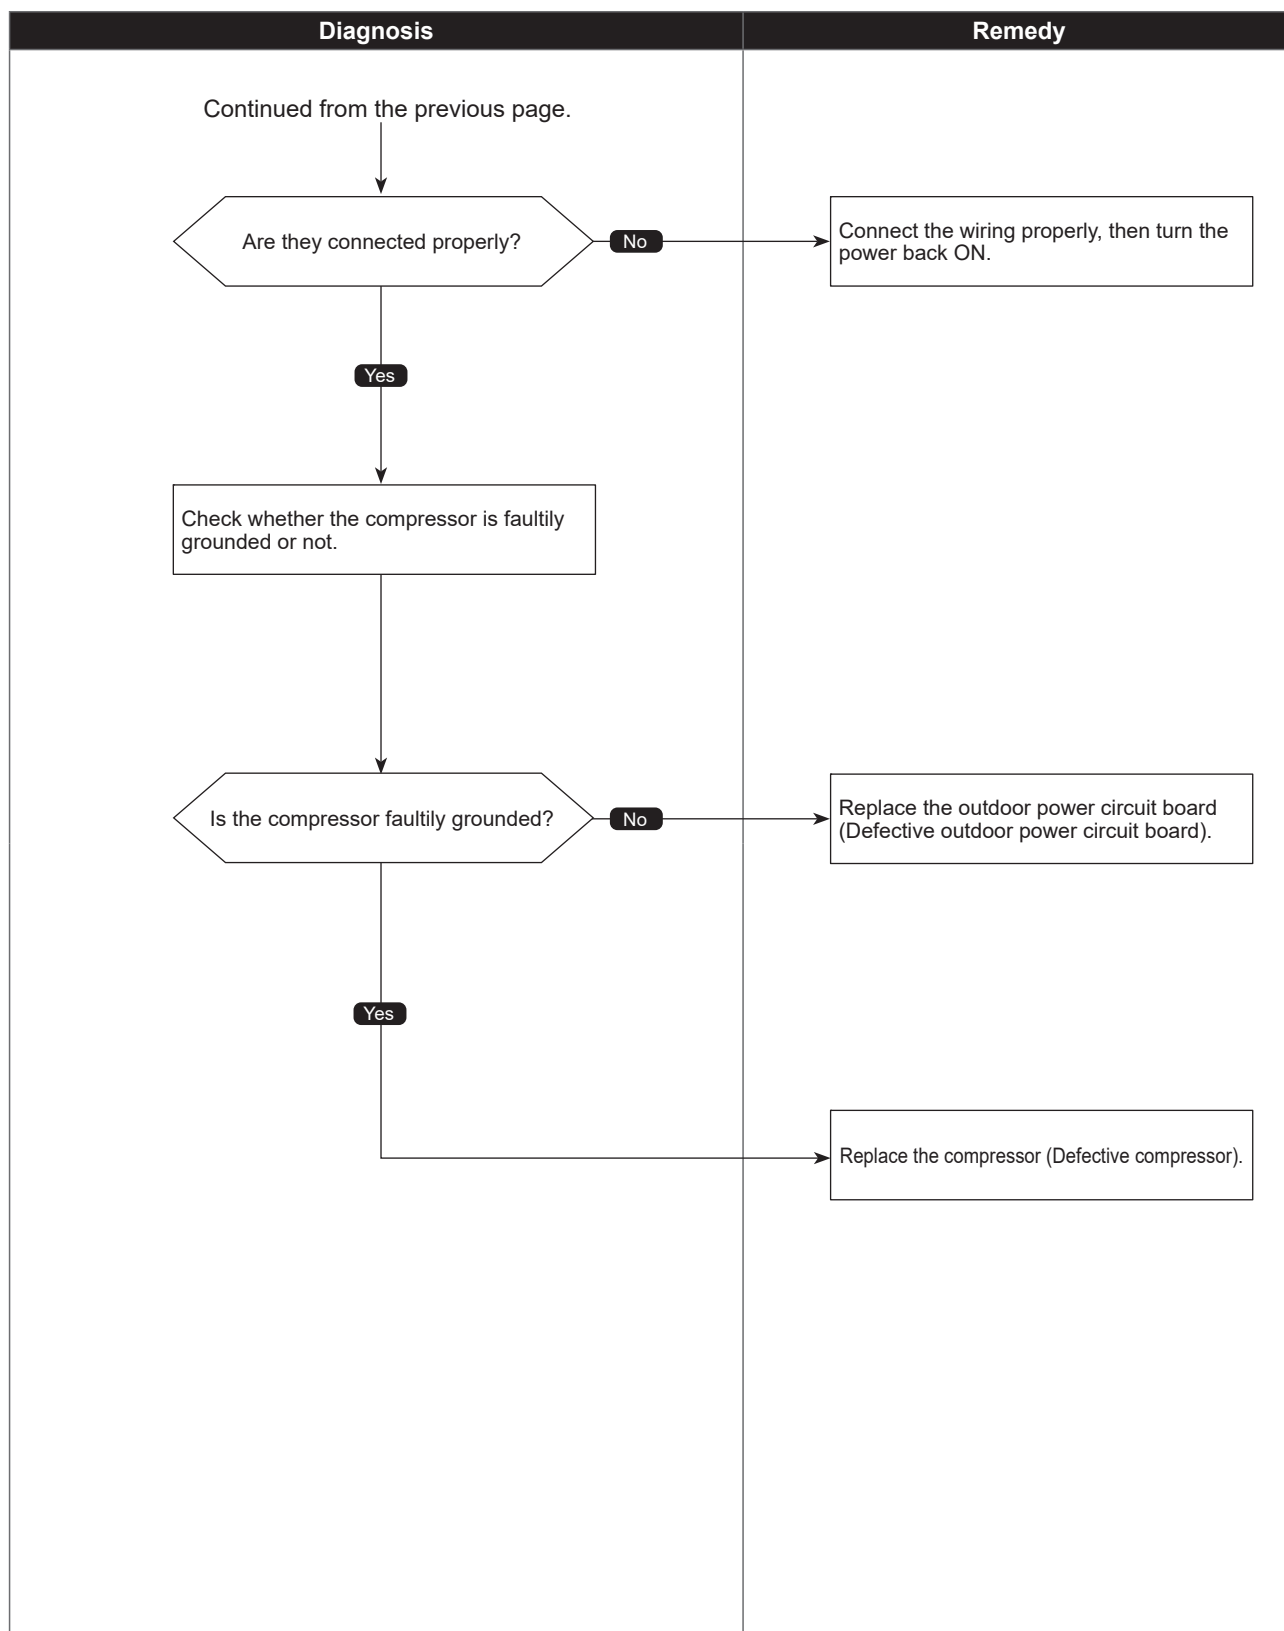 Diagnosis
Remedy
Continued from the previous page.
Are they connected properly?
No
Connect the wiring properly, then turn the
power back ON.
Yes
Check whether the compressor is faultily
grounded or not.
Is the compressor faultily grounded?
No
Replace the outdoor power circuit board
(Defective outdoor power circuit board).
Yes
Replace the compressor (Defective compressor).